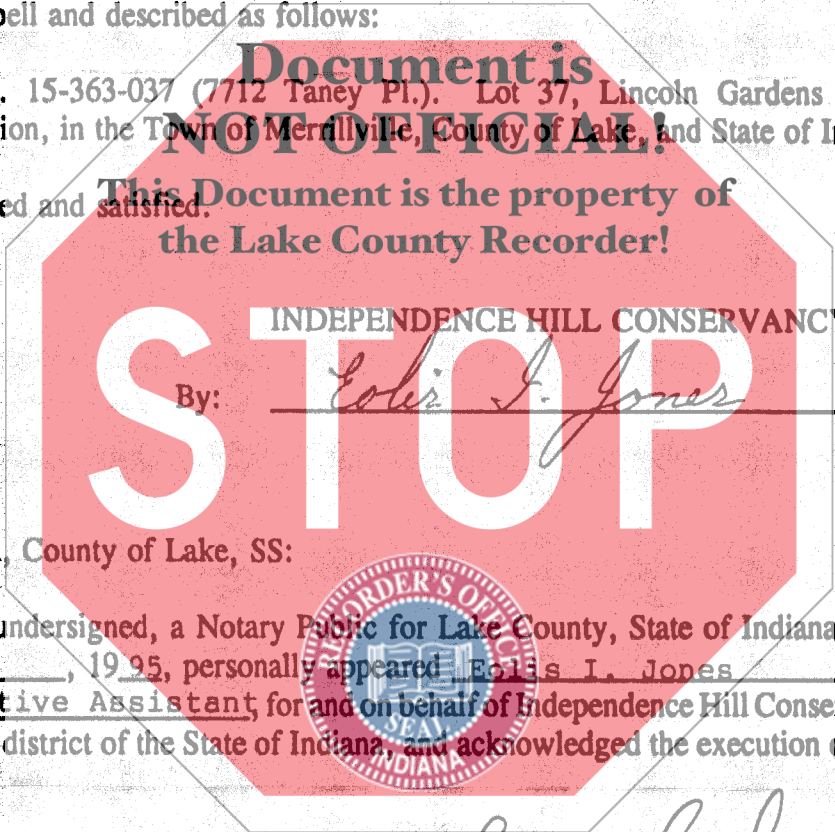 pell and described as follows:
Document is
. 15-363-037 (7712 Taney Pl.). Lot 37, Lincoln Gardens
ion, in the Town of Merrillville, County of Lake, and State of I
NOT OFFICIAL!
This Document is the property of
ed and satisfied.
the Lake County Recorder!
INDEPENDENCE HILL CONSERVANCY
STOP
By: Eolis I. Jones
, County of Lake, SS:
RECORDER'S OFFICE
undersigned, a Notary Public for Lake County, State of Indiana
, 1995, personally appeared Eolis I. Jones
tive Assistant, for and on behalf of Independence Hill Conse
SEAL
district of the State of Indiana, and acknowledged the execution
INDIANA